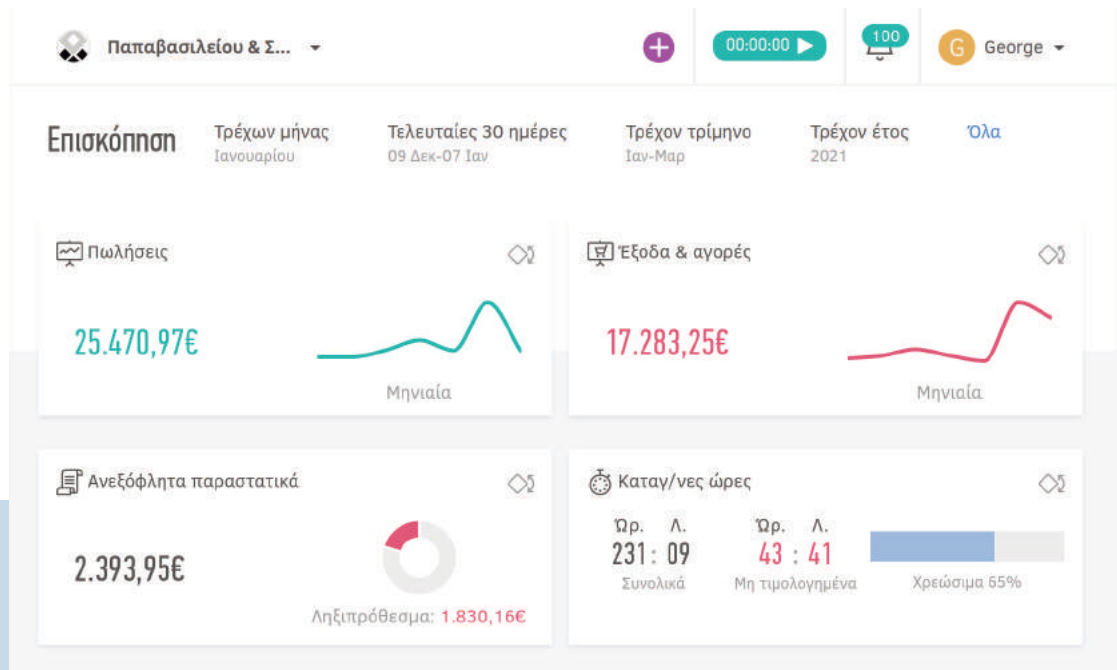 Παπαβασιλείου & Σ...
00:00:00
100
G
George
Επισκόπηση
Τρέχων μήνας
Ιανουαρίου
Τελευταίες 30 ημέρες
09 Δεκ-07 Ιαν
Τρέχον τρίμηνο
Ιαν-Μαρ
Τρέχον έτος
2021
Όλα
Πωλήσεις
25.470,97€
Μηνιαία
Έξοδα & αγορές
17.283,25€
Μηνιαία
Ανεξόφλητα παραστατικά
2.393,95€
Ληξιπρόθεσμα: 1.830,16€
Καταγ/νες ώρες
Ώρ. Λ.
231 : 09
Συνολικά
Ώρ. Λ.
43 : 41
Μη τιμολογημένα
Χρεώσιμα 65%